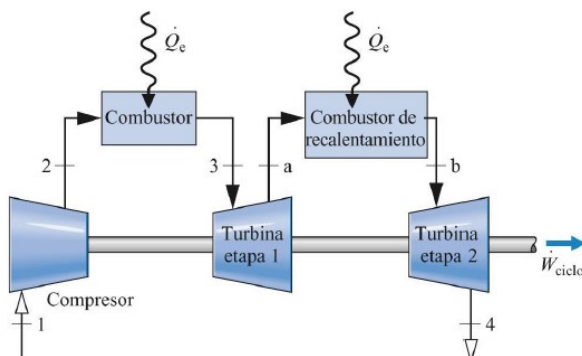 Q̇e
Q̇e
Combustor
Combustor de
recalentamiento
2
3
a
b
Turbina
etapa 1
Turbina
etapa 2
Ẇciclo
Compresor
1
4